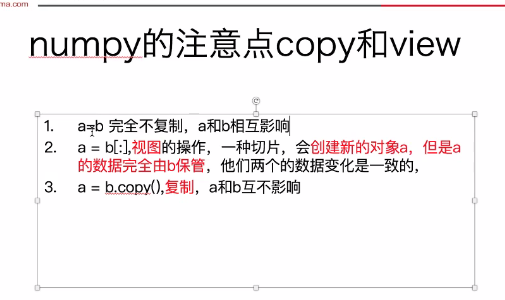 ma.com
numpy的注意点copy和view
1. a=b 完全不复制，a和b相互影响
2. a = b[:],视图的操作，一种切片，会创建新的对象a，但是a
的数据完全由b保管，他们两个的数据变化是一致的，
3. a = b.copy(),复制，a和b互不影响